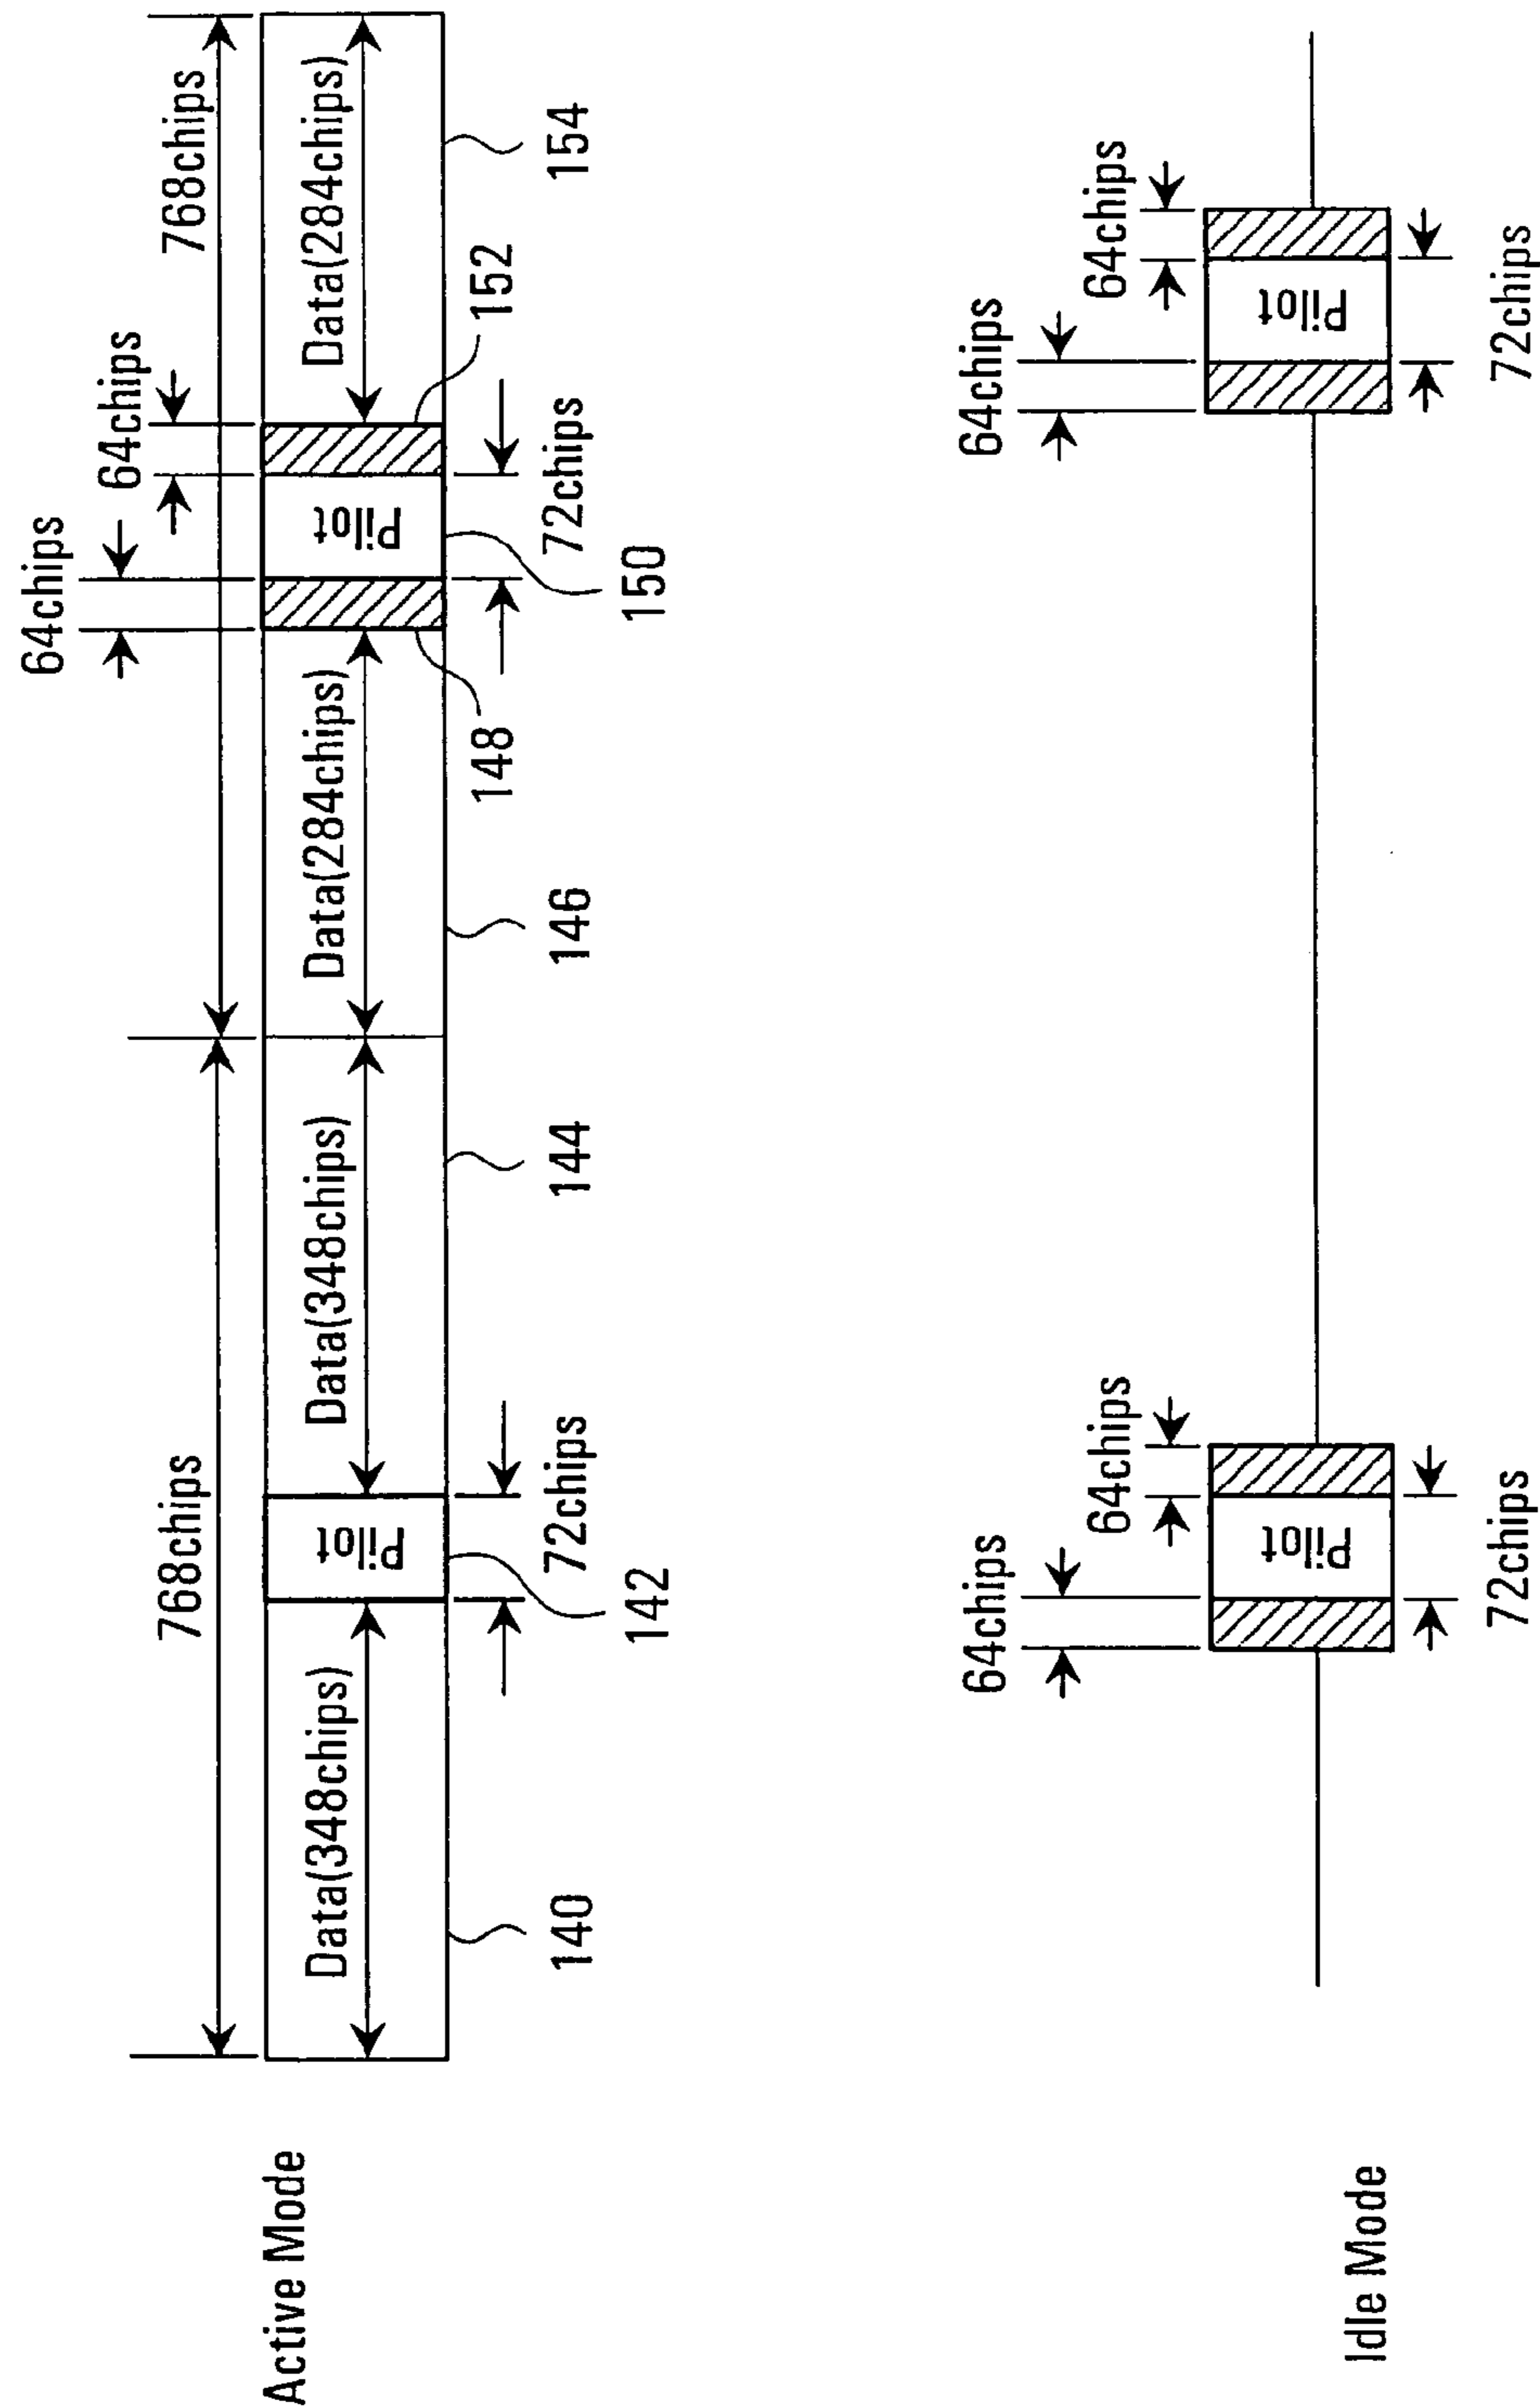 Active Mode
768chips
768chips
64chips
64chips
Data(348chips)
Pilot
Data(348chips)
Data(284chips)
Pilot
Data(284chips)
72chips
72chips
140
142
144
146
148
150
152
154
Idle Mode
64chips
64chips
Pilot
72chips
64chips
64chips
Pilot
72chips